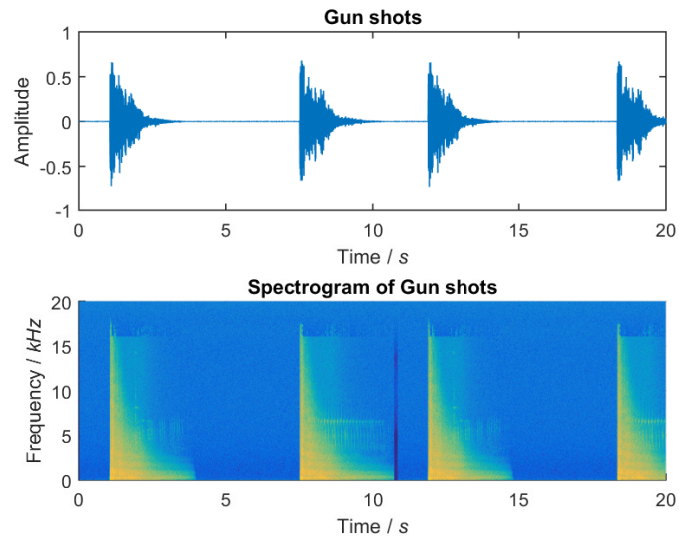 Gun shots
1
0.5
0
-0.5
-1
Amplitude
0 5 10 15 20
Time / s
Spectrogram of Gun shots
20
15
10
5
0
Frequency / kHz
0 5 10 15 20
Time / s